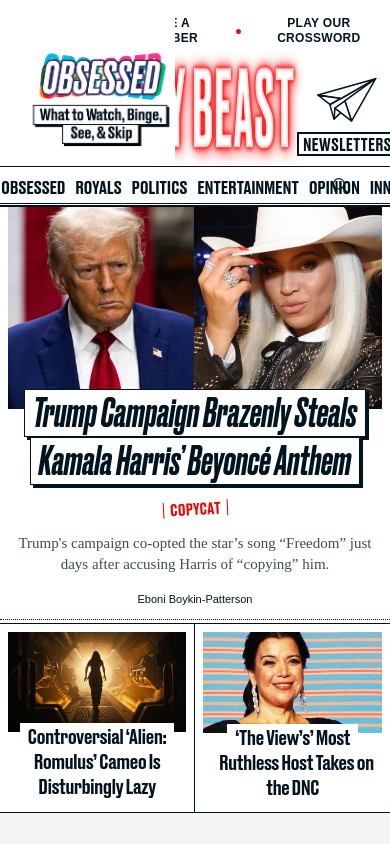 E A
BER
PLAY OUR
CROSSWORD
OBSESSED
What to Watch, Binge,
See, & Skip
Y BEAST
NEWSLETTERS
OBSESSED ROYALS POLITICS ENTERTAINMENT OPINION INN
Trump Campaign Brazenly Steals
Kamala Harris’ Beyoncé Anthem
COPYCAT
Trump's campaign co-opted the star’s song “Freedom” just
days after accusing Harris of “copying” him.
Eboni Boykin-Patterson
Controversial ‘Alien:
Romulus’ Cameo Is
Disturbingly Lazy
‘The View’s’ Most
Ruthless Host Takes on
the DNC